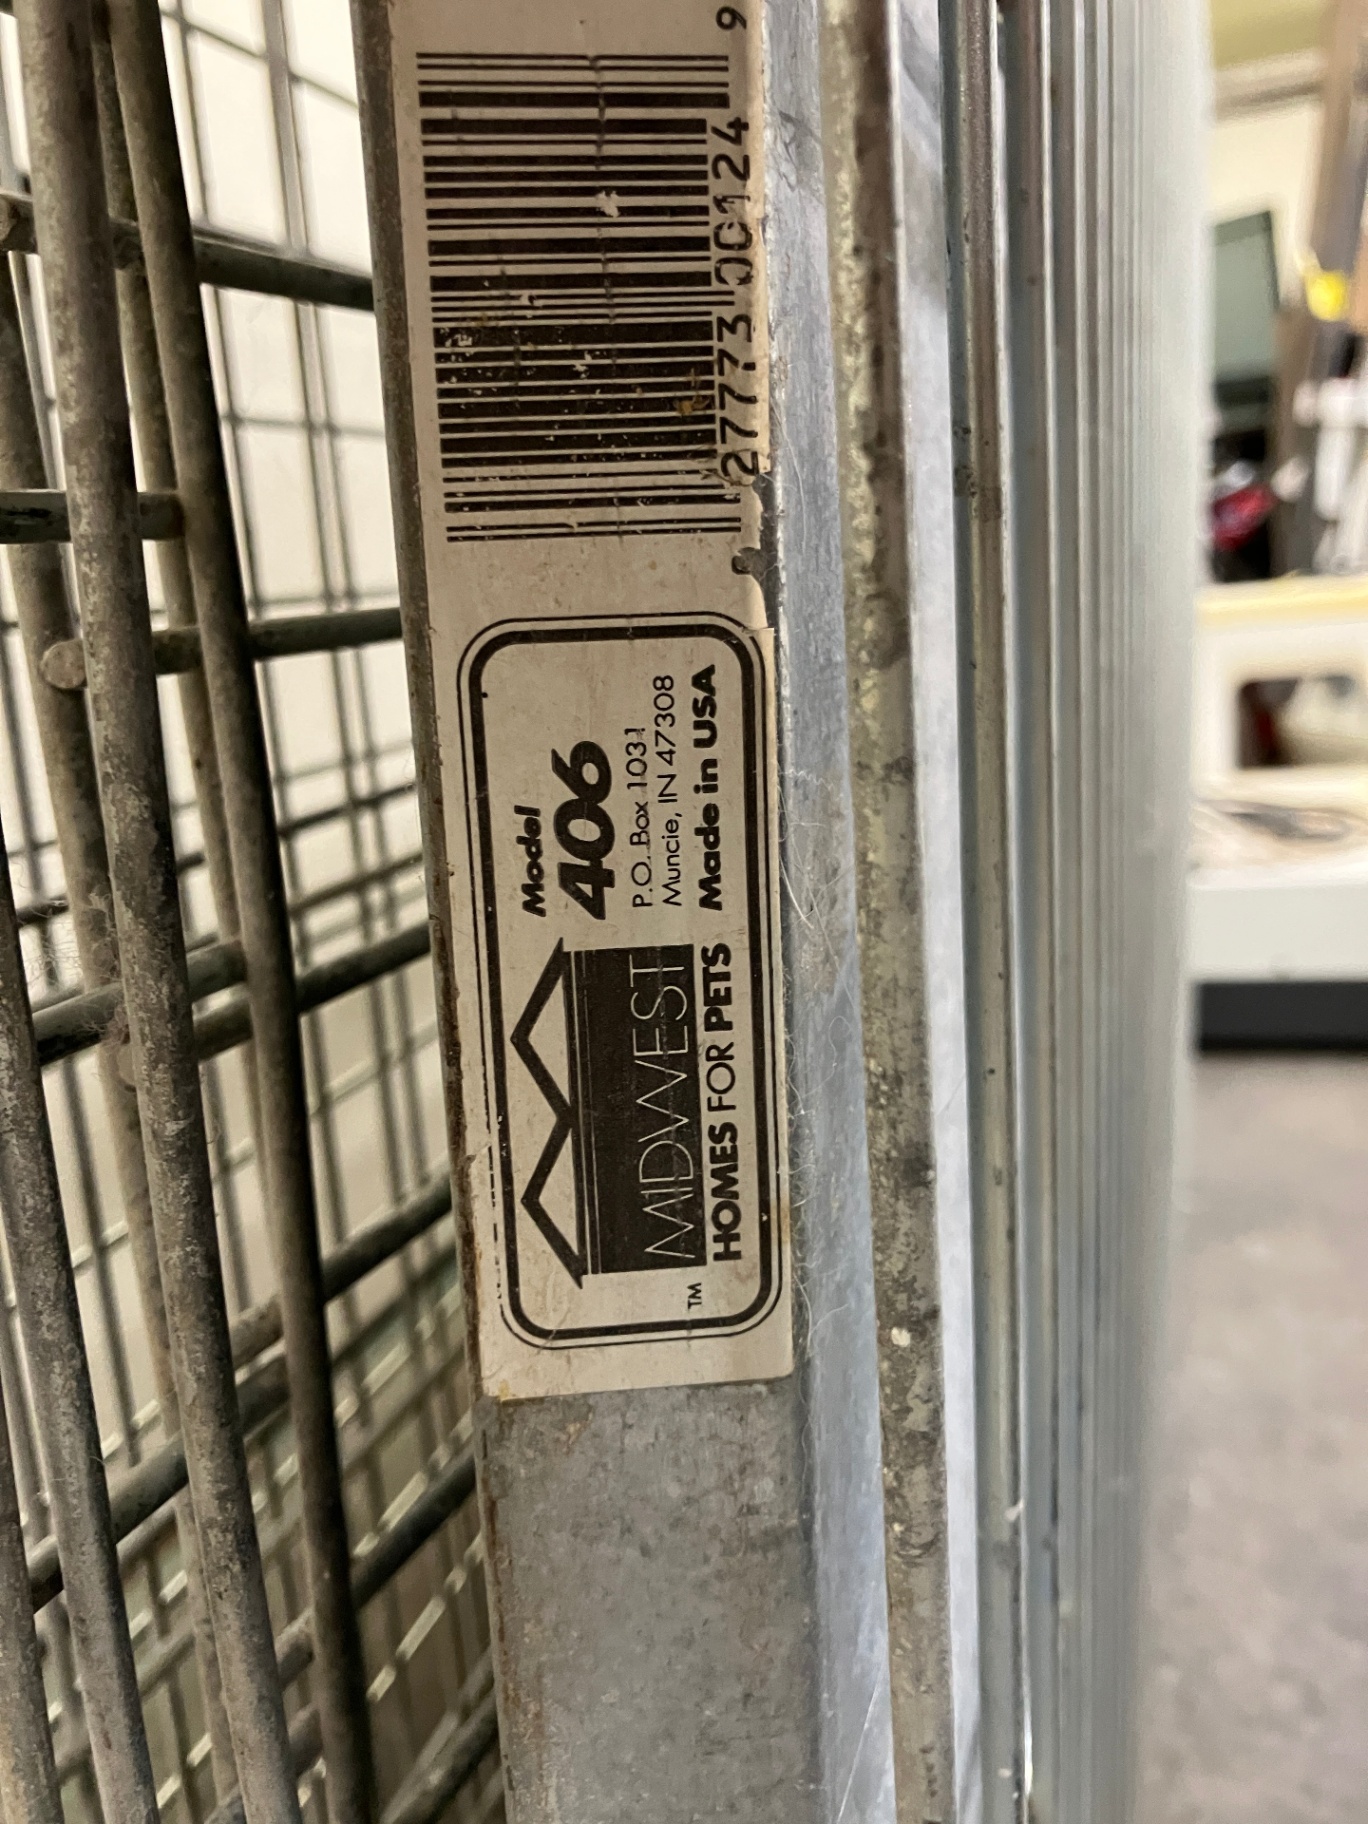 MIDWEST
HOMES FOR PETS
TM
Model
406
P.O. Box 1031
Muncie, IN 47308
Made in USA
27773 00124 9